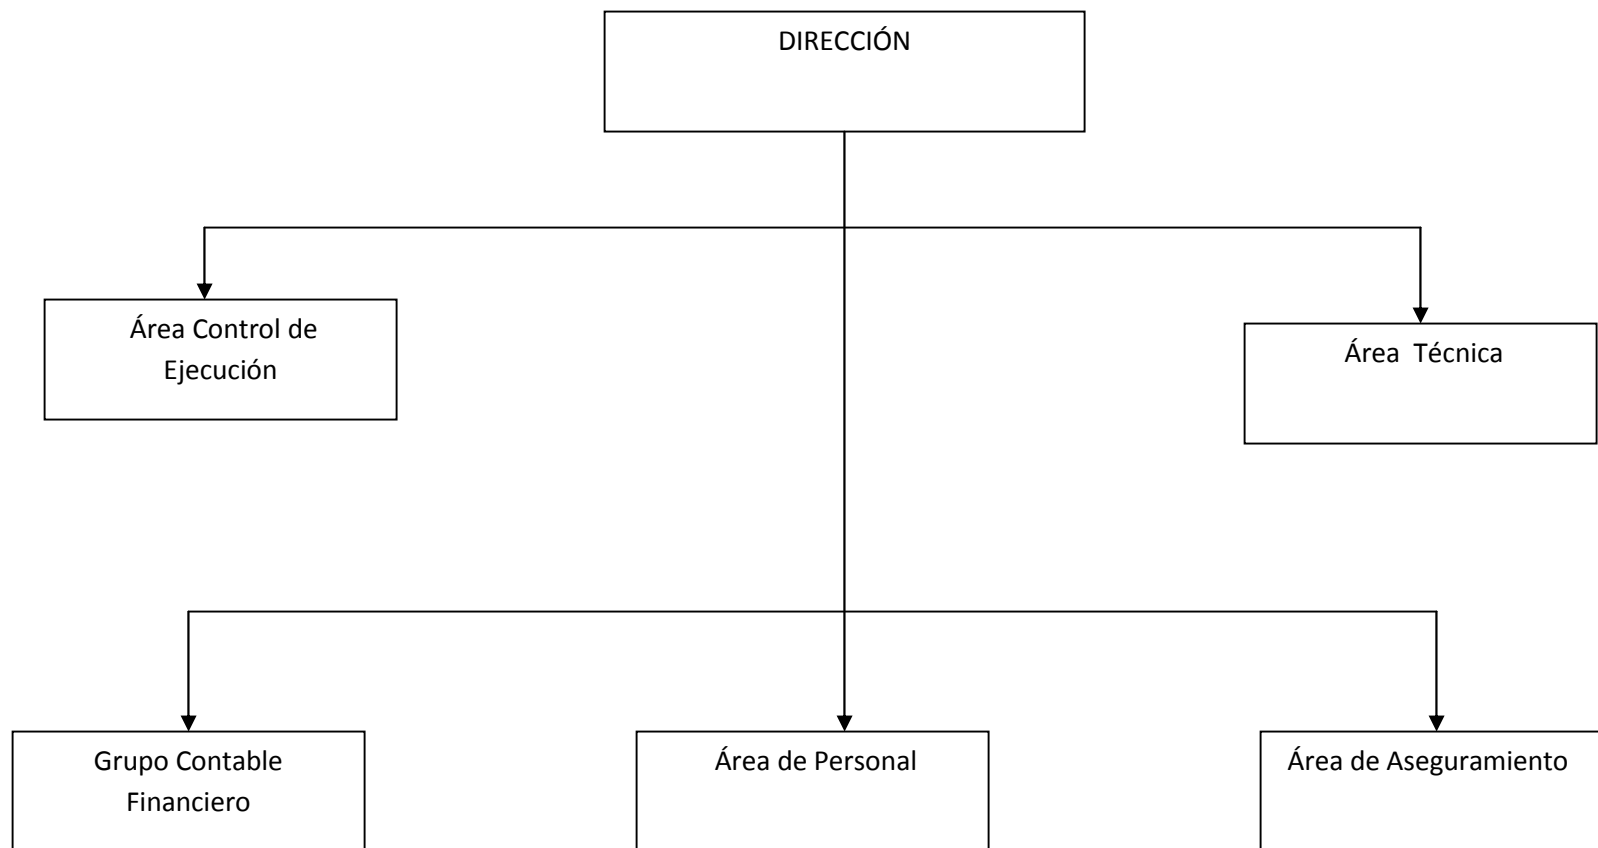 DIRECCIÓN
Área Control de
Ejecución
Área  Técnica
Grupo Contable
Financiero
Área de Personal
Área de Aseguramiento